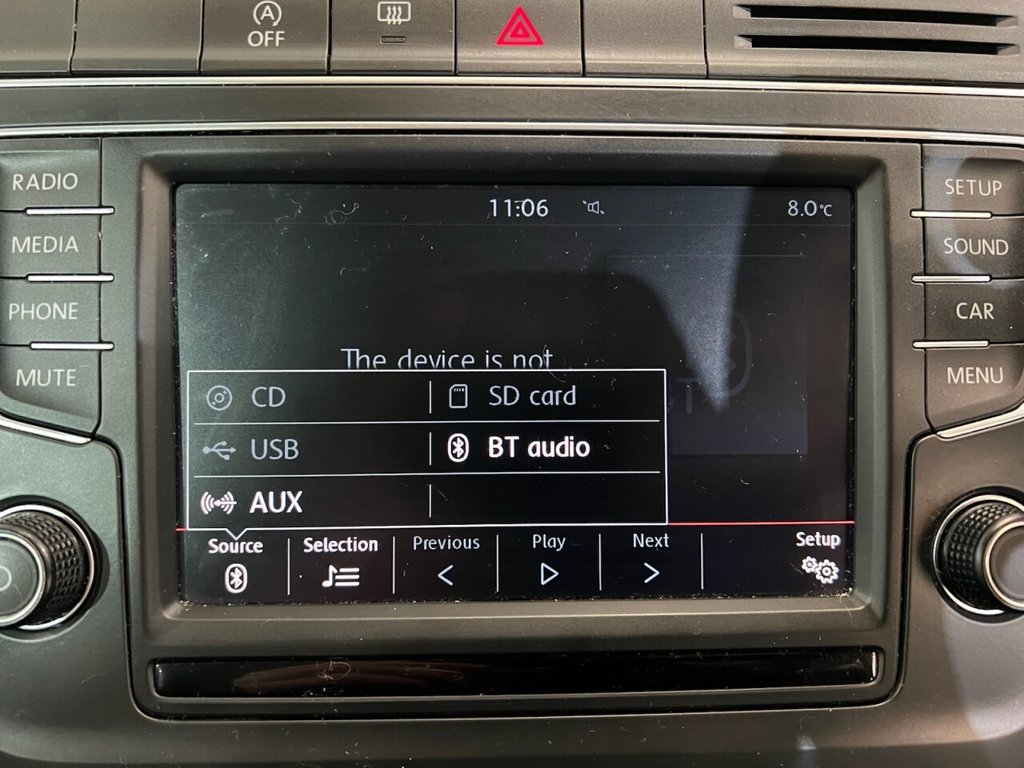 A
OFF
RADIO
MEDIA
PHONE
MUTE
SETUP
SOUND
CAR
MENU
11:06 8.0°C
The device is not
CD SD card
USB BT audio
AUX
Source Selection Previous Play Next Setup